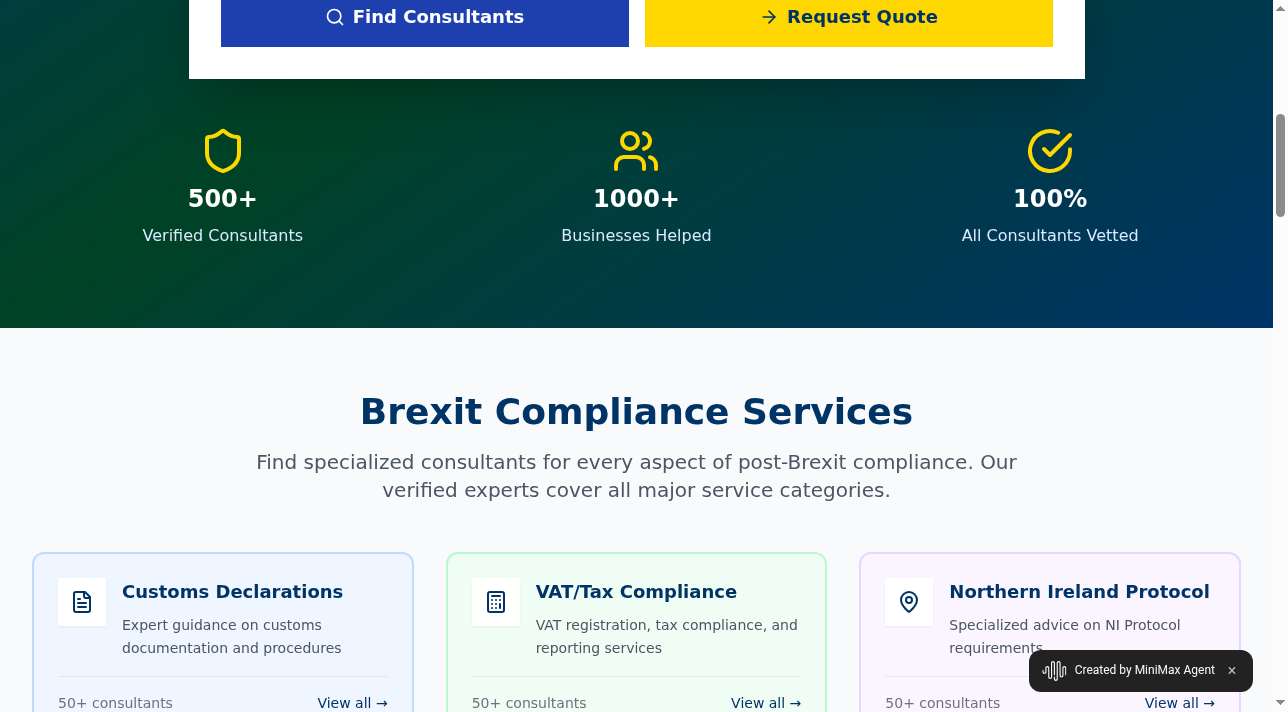 Find Consultants
Request Quote
500+
1000+
100%
Verified Consultants
Businesses Helped
All Consultants Vetted
Brexit Compliance Services
Find specialized consultants for every aspect of post-Brexit compliance. Our
verified experts cover all major service categories.
Customs Declarations
Expert guidance on customs
documentation and procedures
50+ consultants
View all →
VAT/Tax Compliance
VAT registration, tax compliance, and
reporting services
50+ consultants
View all →
Northern Ireland Protocol
Specialized advice on NI Protocol
requirements
50+ consultants
View all →
Created by MiniMax Agent ×